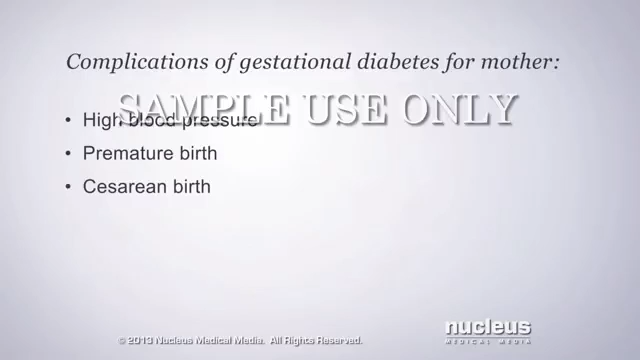 Complications of gestational diabetes for mother:
SAMPLE USE ONLY
• High blood pressure
• Premature birth
• Cesarean birth
© 2013 Nucleus Medical Media. All Rights Reserved.
nucleus
MEDICAL MEDIA